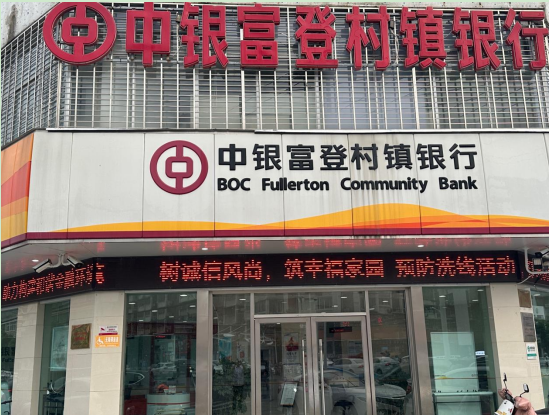 中银富登村镇银行
中银富登村镇银行
BOC Fullerton Community Bank
树诚信风尚，筑幸福家园 预防洗钱活动